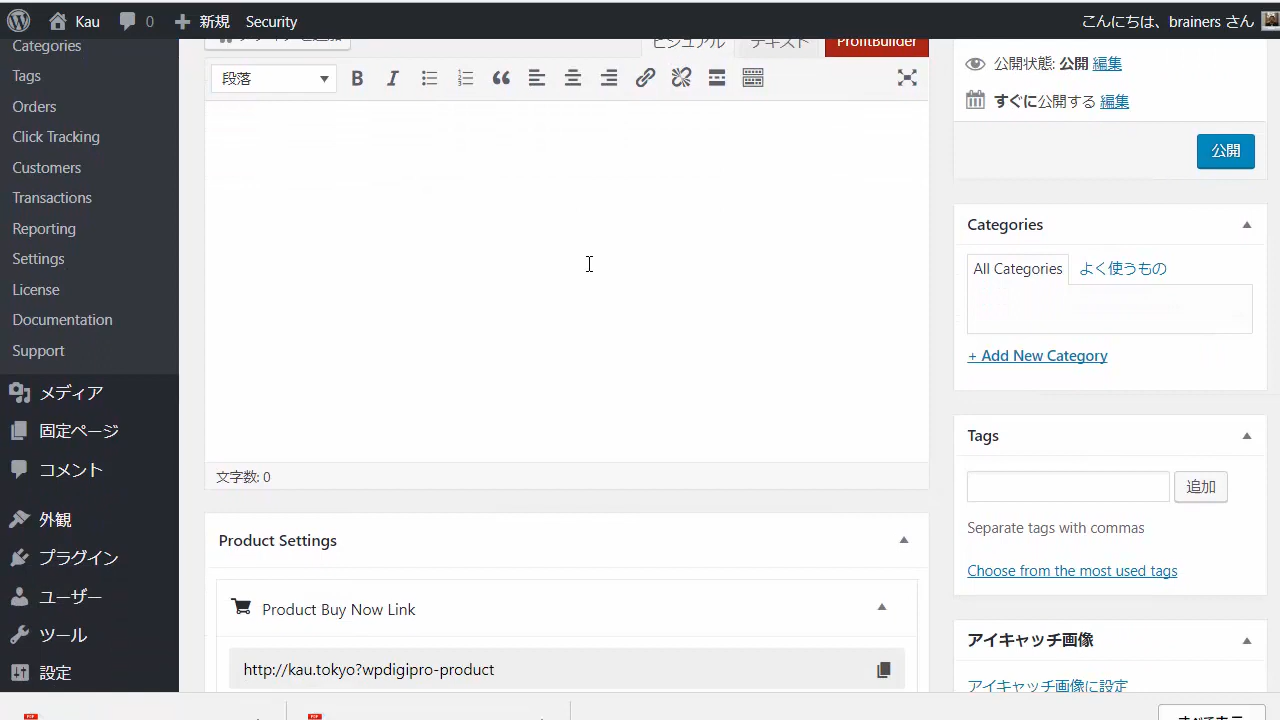 Kau
0
新規
Security
こんにちは、brainers さん
Categories
Tags
Orders
Click Tracking
Customers
Transactions
Reporting
Settings
License
Documentation
Support
メディア
固定ページ
コメント
外観
プラグイン
ユーザー
ツール
設定
ビジュアル
テキスト
ProfitBuilder
段落
文字数: 0
Product Settings
Product Buy Now Link
http://kau.tokyo?wpdigipro-product
公開状態: 公開 編集
すぐに公開する 編集
公開
Categories
All Categories
よく使うもの
+ Add New Category
Tags
追加
Separate tags with commas
Choose from the most used tags
アイキャッチ画像
アイキャッチ画像に設定